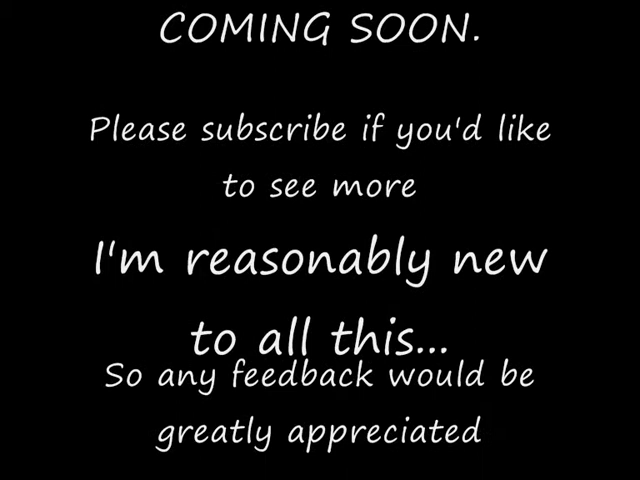 COMING SOON.
Please subscribe if you'd like
to see more
I'm reasonably new
to all this...
So any feedback would be
greatly appreciated